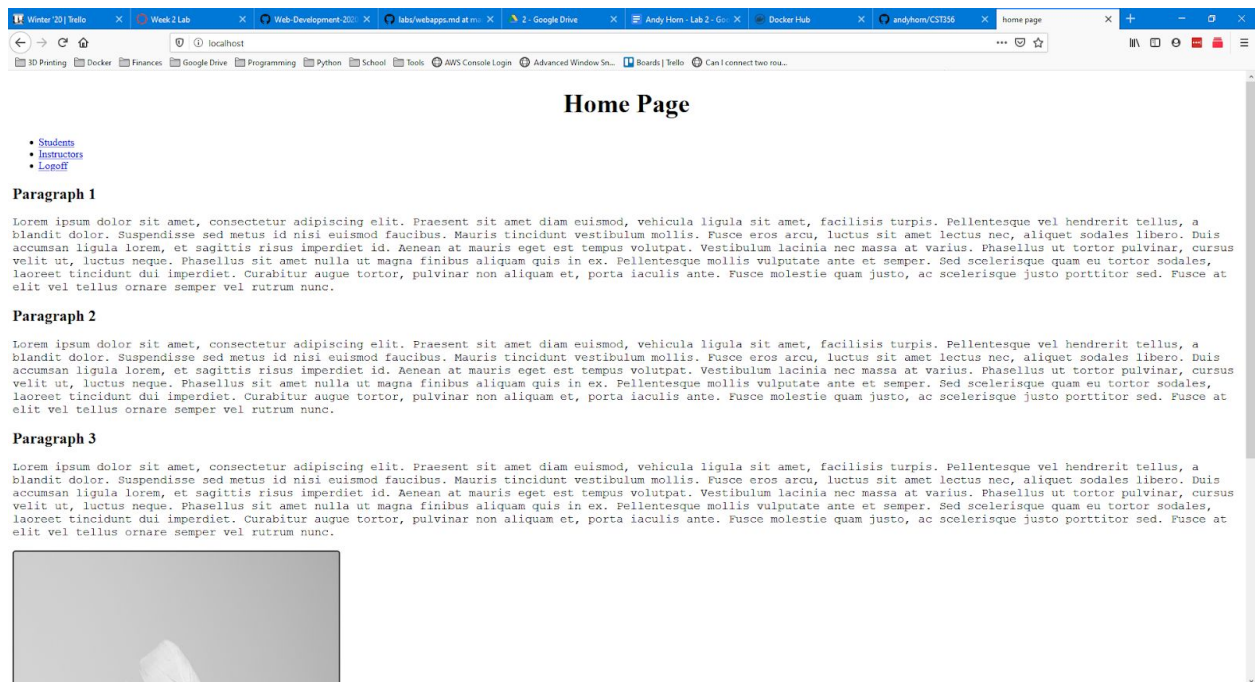 Winter '20 | Trello
Week 2 Lab
Web-Development-2020
labs/webapps.md at ma
2 - Google Drive
Andy Horn - Lab 2 - Goo
Docker Hub
andyhorn/CST356
home page
localhost
3D Printing
Docker
Finances
Google Drive
Programming
Python
School
Tools
AWS Console Login
Advanced Window Sn...
Boards | Trello
Can I connect two rou...
Home Page
Students
Instructors
Logoff
Paragraph 1
Lorem ipsum dolor sit amet, consectetur adipiscing elit. Praesent sit amet diam euismod, vehicula ligula sit amet, facilisis turpis. Pellentesque vel hendrerit tellus, a
blandit dolor. Suspendisse sed metus id nisi euismod faucibus. Mauris tincidunt vestibulum mollis. Fusce eros arcu, luctus sit amet lectus nec, aliquet sodales libero. Duis
accumsan ligula lorem, et sagittis risus imperdiet id. Aenean at mauris eget est tempus volutpat. Vestibulum lacinia nec massa at varius. Phasellus ut tortor pulvinar, cursus
velit ut, luctus neque. Phasellus sit amet nulla ut magna finibus aliquam quis in ex. Pellentesque mollis vulputate ante et semper. Sed scelerisque quam eu tortor sodales,
laoreet tincidunt dui imperdiet. Curabitur augue tortor, pulvinar non aliquam et, porta iaculis ante. Fusce molestie quam justo, ac scelerisque justo porttitor sed. Fusce at
elit vel tellus ornare semper vel rutrum nunc.
Paragraph 2
Lorem ipsum dolor sit amet, consectetur adipiscing elit. Praesent sit amet diam euismod, vehicula ligula sit amet, facilisis turpis. Pellentesque vel hendrerit tellus, a
blandit dolor. Suspendisse sed metus id nisi euismod faucibus. Mauris tincidunt vestibulum mollis. Fusce eros arcu, luctus sit amet lectus nec, aliquet sodales libero. Duis
accumsan ligula lorem, et sagittis risus imperdiet id. Aenean at mauris eget est tempus volutpat. Vestibulum lacinia nec massa at varius. Phasellus ut tortor pulvinar, cursus
velit ut, luctus neque. Phasellus sit amet nulla ut magna finibus aliquam quis in ex. Pellentesque mollis vulputate ante et semper. Sed scelerisque quam eu tortor sodales,
laoreet tincidunt dui imperdiet. Curabitur augue tortor, pulvinar non aliquam et, porta iaculis ante. Fusce molestie quam justo, ac scelerisque justo porttitor sed. Fusce at
elit vel tellus ornare semper vel rutrum nunc.
Paragraph 3
Lorem ipsum dolor sit amet, consectetur adipiscing elit. Praesent sit amet diam euismod, vehicula ligula sit amet, facilisis turpis. Pellentesque vel hendrerit tellus, a
blandit dolor. Suspendisse sed metus id nisi euismod faucibus. Mauris tincidunt vestibulum mollis. Fusce eros arcu, luctus sit amet lectus nec, aliquet sodales libero. Duis
accumsan ligula lorem, et sagittis risus imperdiet id. Aenean at mauris eget est tempus volutpat. Vestibulum lacinia nec massa at varius. Phasellus ut tortor pulvinar, cursus
velit ut, luctus neque. Phasellus sit amet nulla ut magna finibus aliquam quis in ex. Pellentesque mollis vulputate ante et semper. Sed scelerisque quam eu tortor sodales,
laoreet tincidunt dui imperdiet. Curabitur augue tortor, pulvinar non aliquam et, porta iaculis ante. Fusce molestie quam justo, ac scelerisque justo porttitor sed. Fusce at
elit vel tellus ornare semper vel rutrum nunc.